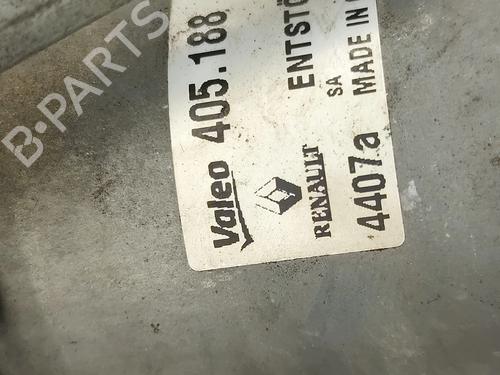 Valeo 405.188
ENTSTÖ
RENAULT SA
4407a MADE IN
B-PARTS